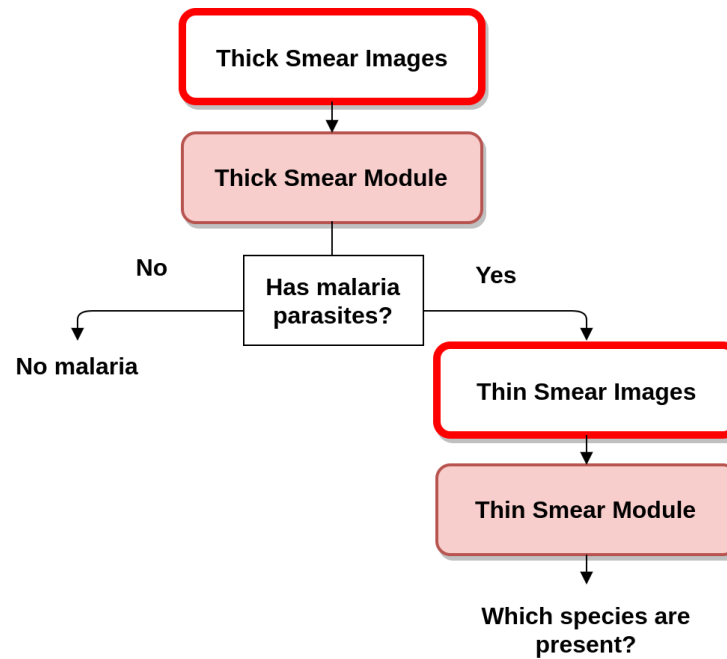 Thick Smear Images
Thick Smear Module
No
Yes
Has malaria
parasites?
No malaria
Thin Smear Images
Thin Smear Module
Which species are
present?